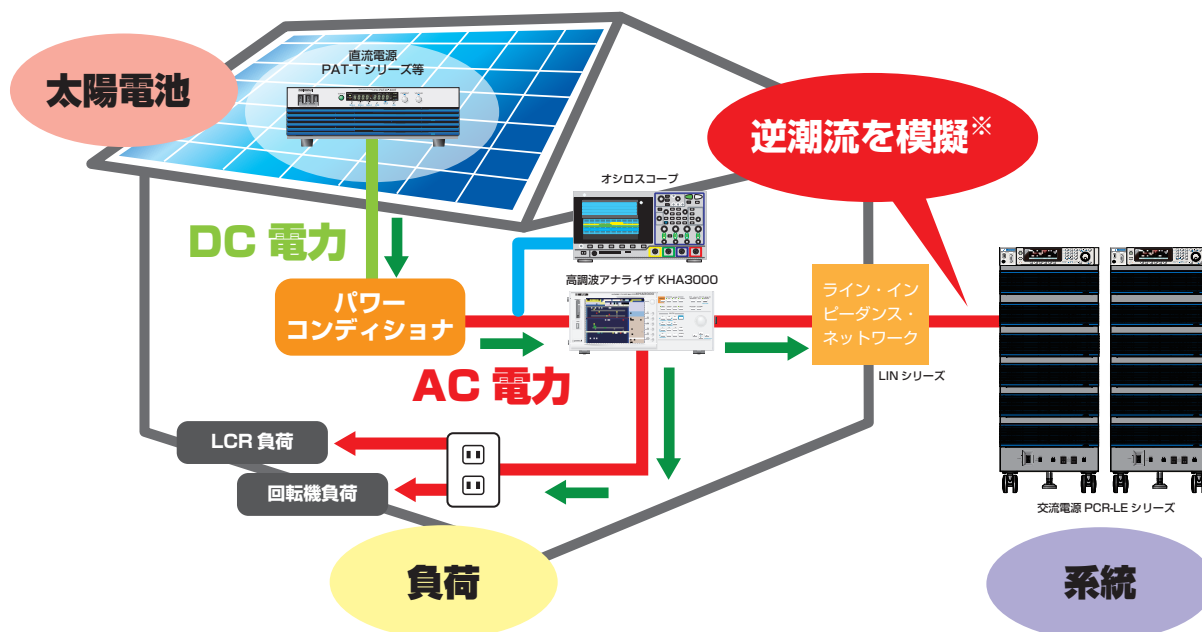 直流電源
PAT-T シリーズ等
太陽電池
逆潮流を模擬※
オシロスコープ
DC 電力
高調波アナライザ KHA3000
パワー
コンディショナ
ライン・イン
ピーダンス・
ネットワーク
LIN シリーズ
AC 電力
LCR 負荷
回転機負荷
交流電源 PCR-LE シリーズ
負荷
系統